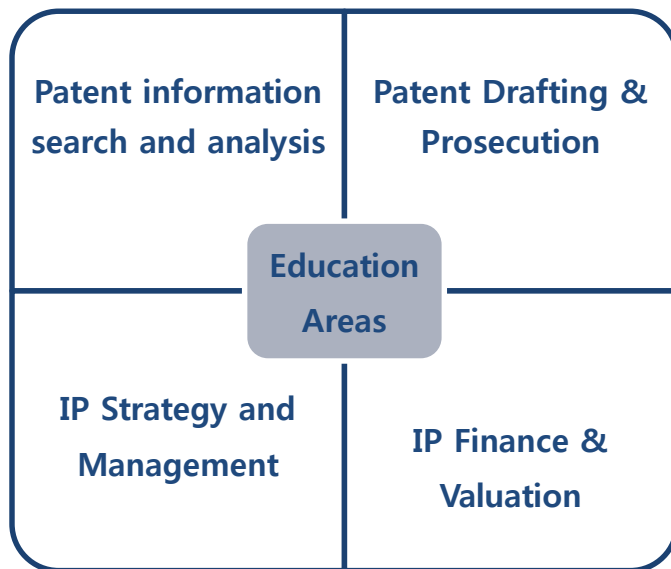 Patent information
search and analysis
Patent Drafting &
Prosecution
Education
Areas
IP Strategy and
Management
IP Finance &
Valuation